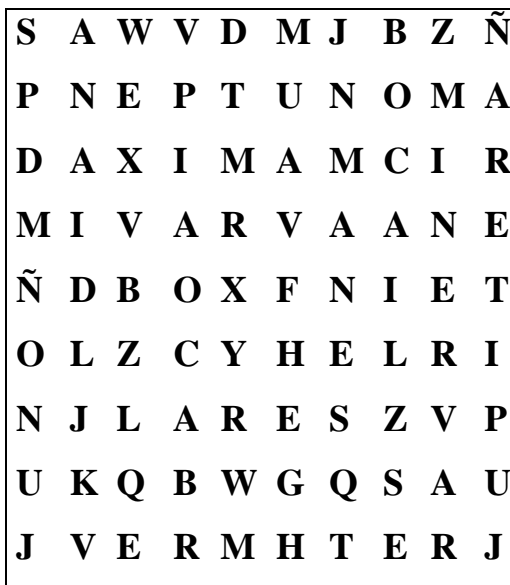 S A W V D M J B Z Ñ
P N E P T U N O M A
D A X I M A M C I R
M I V A R V A A N E
Ñ D B O X F N I E T
O L Z C Y H E L R I
N J L A R E S Z V P
U K Q B W G Q S A U
J V E R M H T E R J